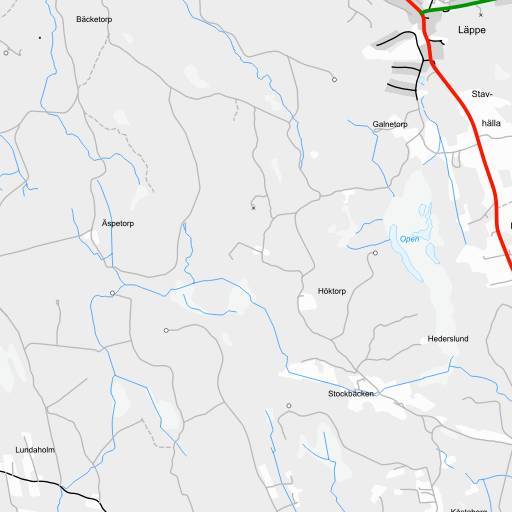 Bäcketorp
Läppe
Stav-
hälla
Galnetorp
Äspetorp
Open
Höktorp
Hederslund
Stockbäcken
Lundaholm